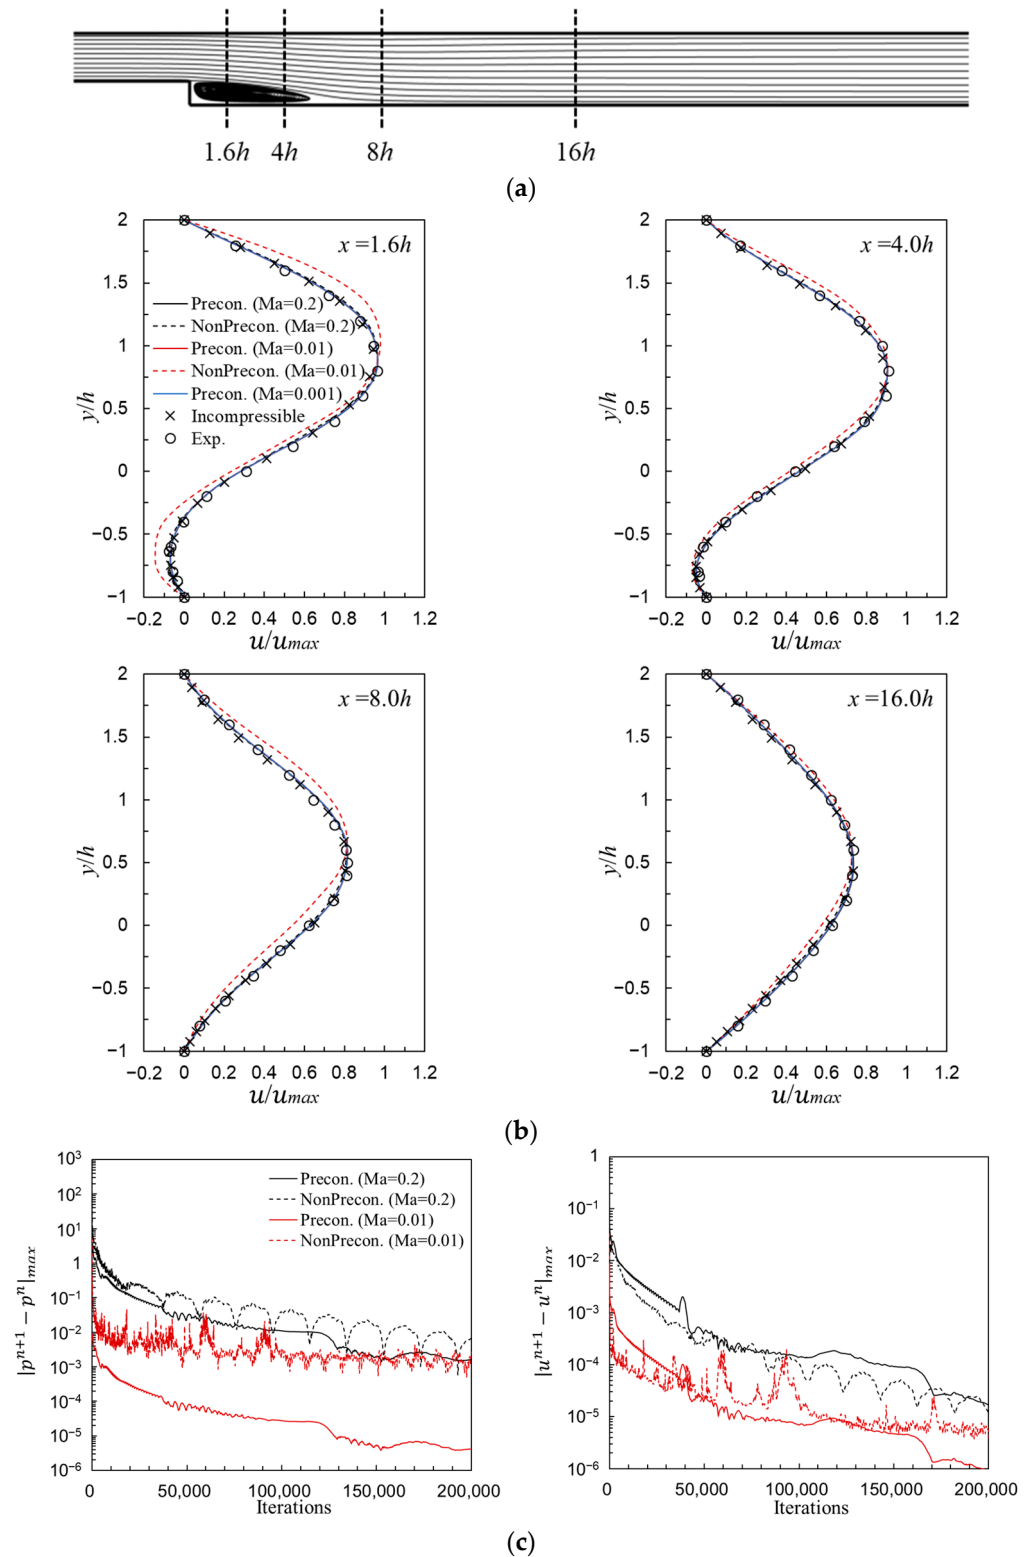 1.6h 4h 8h 16h
(a)
2
1.5
1
0.5
0
−0.5
−1
y/h
x =1.6h
Precon. (Ma=0.2)
NonPrecon. (Ma=0.2)
Precon. (Ma=0.01)
NonPrecon. (Ma=0.01)
Precon. (Ma=0.001)
Incompressible
Exp.
−0.2 0 0.2 0.4 0.6 0.8 1 1.2
u/umax
2
1.5
1
0.5
0
−0.5
−1
y/h
x =4.0h
−0.2 0 0.2 0.4 0.6 0.8 1 1.2
u/umax
2
1.5
1
0.5
0
−0.5
−1
y/h
x =8.0h
−0.2 0 0.2 0.4 0.6 0.8 1 1.2
u/umax
2
1.5
1
0.5
0
−0.5
−1
y/h
x =16.0h
−0.2 0 0.2 0.4 0.6 0.8 1 1.2
u/umax
(b)
10³
10²
10¹
1
10⁻¹
10⁻²
10⁻³
10⁻⁴
10⁻⁵
10⁻⁶
|pⁿ⁺¹ − pⁿ|max
Precon. (Ma=0.2)
NonPrecon. (Ma=0.2)
Precon. (Ma=0.01)
NonPrecon. (Ma=0.01)
0 50,000 100,000 150,000 200,000
Iterations
1
10⁻¹
10⁻²
10⁻³
10⁻⁴
10⁻⁵
10⁻⁶
|uⁿ⁺¹ − uⁿ|max
0 50,000 100,000 150,000 200,000
Iterations
(c)